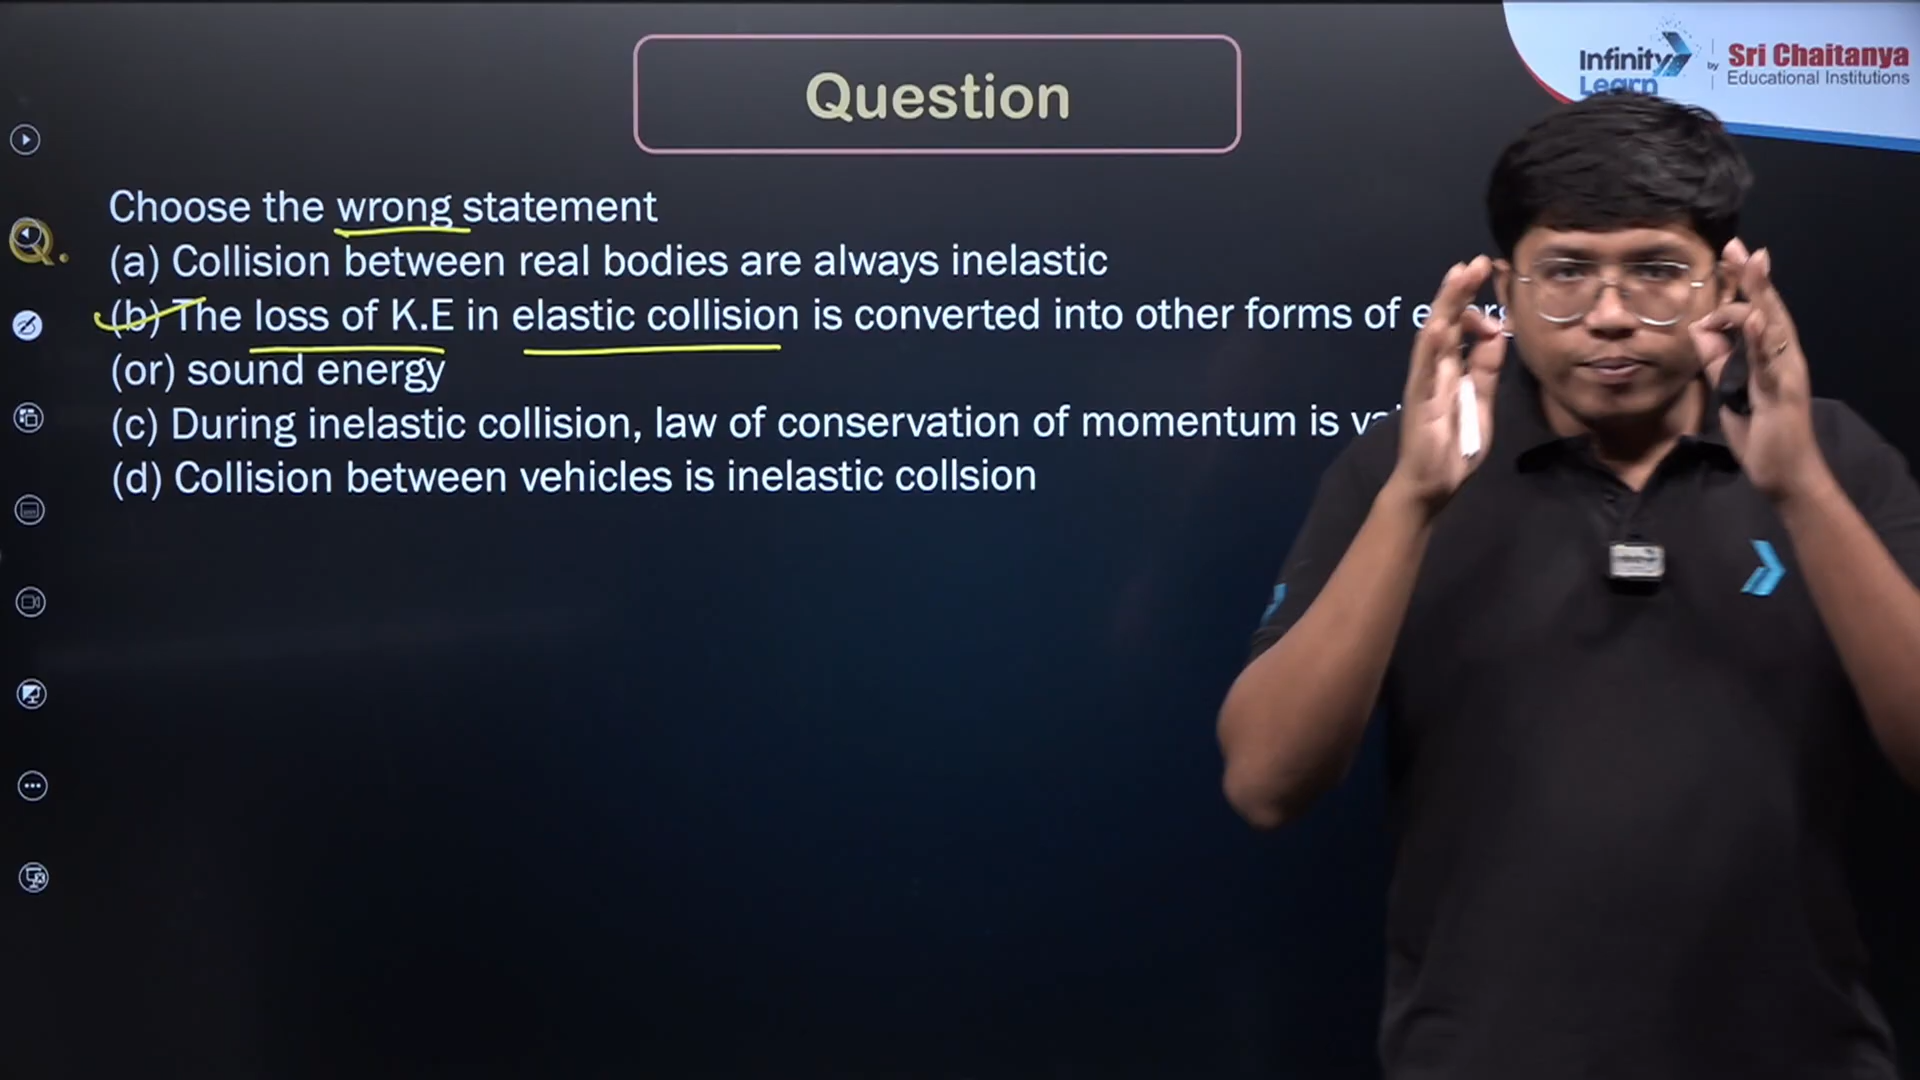 Infinity Learn by Sri Chaitanya Educational Institutions
Question
Choose the wrong statement
(a) Collision between real bodies are always inelastic
(b) The loss of K.E in elastic collision is converted into other forms of
(or) sound energy
(c) During inelastic collision, law of conservation of momentum is
(d) Collision between vehicles is inelastic collsion
Q.